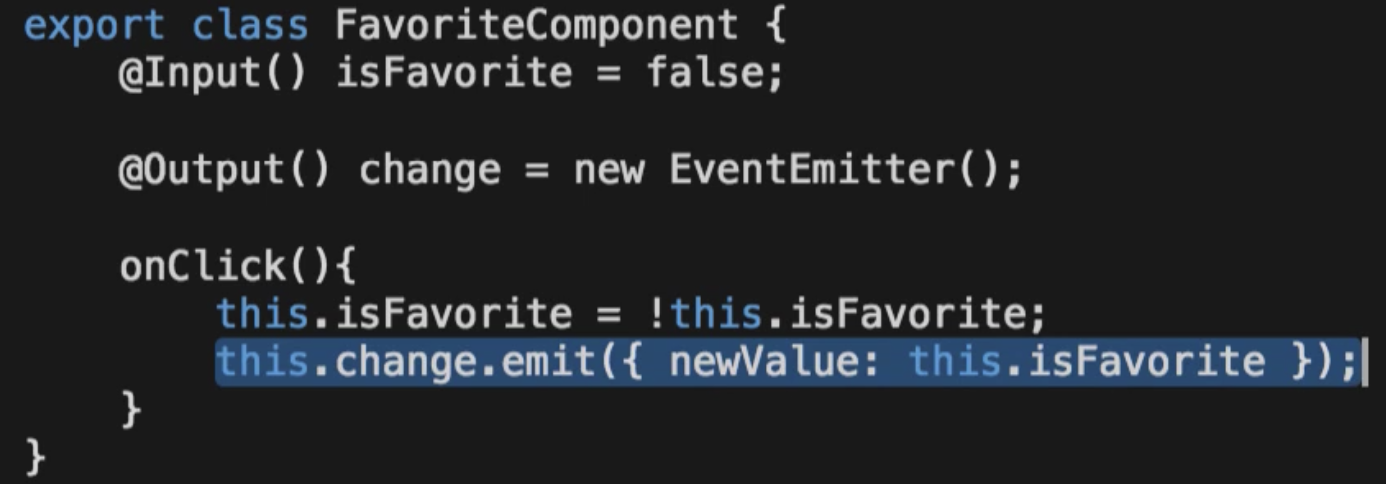 export class FavoriteComponent {
    @Input() isFavorite = false;

    @Output() change = new EventEmitter();

    onClick(){
        this.isFavorite = !this.isFavorite;
        this.change.emit({ newValue: this.isFavorite });
    }
}